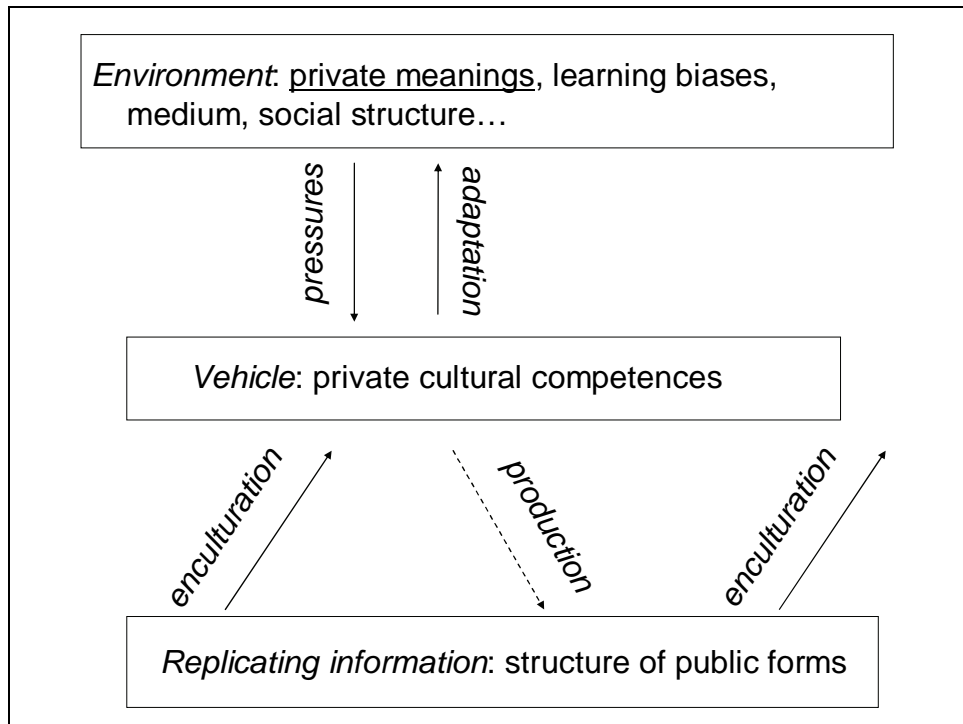 Environment: private meanings, learning biases,
medium, social structure…
pressures
adaptation
Vehicle: private cultural competences
enculturation
production
enculturation
Replicating information: structure of public forms